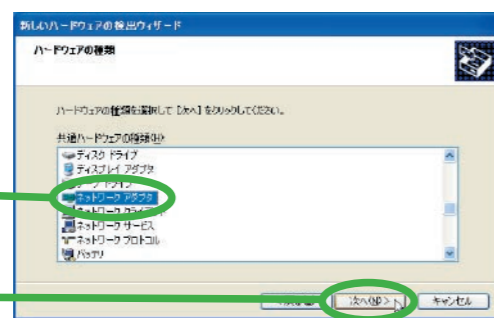 新しいハードウェアの検出ウィザード
ハードウェアの種類
ハードウェアの種類を選択して [次へ] をクリックしてください。
共通ハードウェアの種類(H):
ディスク ドライブ
ディスプレイ アダプタ
ネットワーク アダプタ
ネットワーク サービス
ネットワーク プロトコル
バッテリ
次へ(N) >
キャンセル